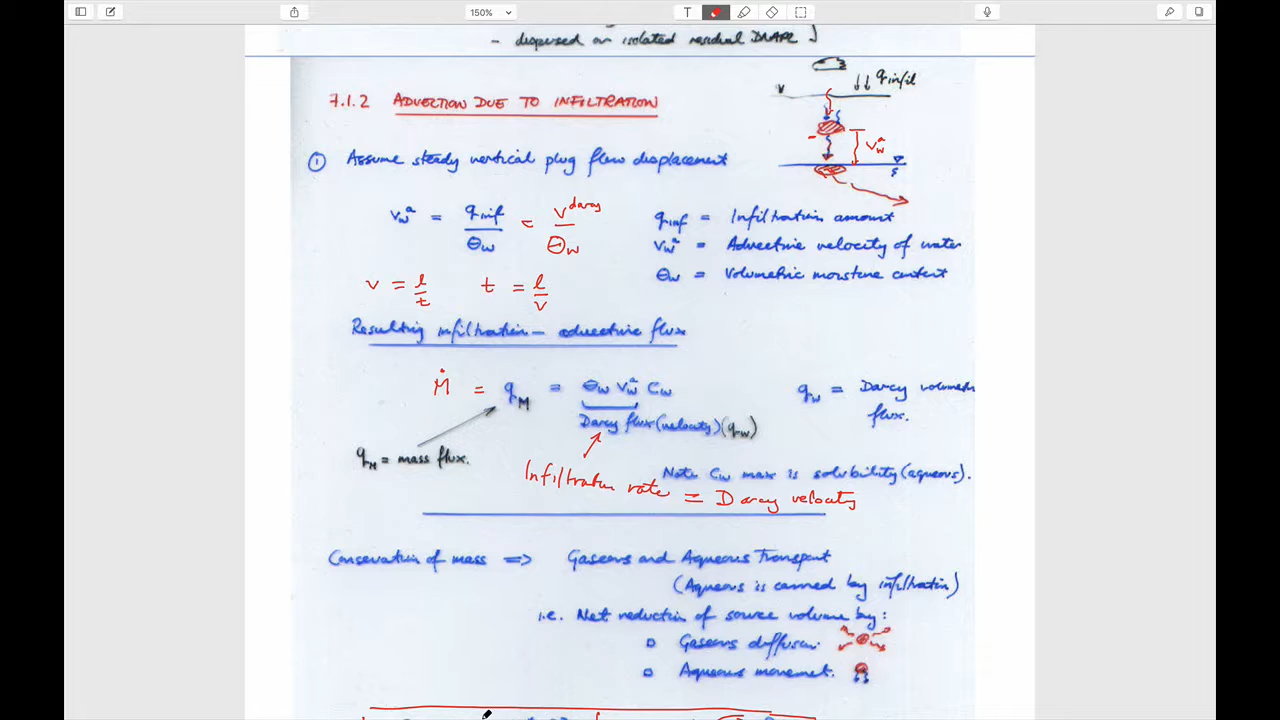 150%
T
- dispersed on isolated residual DNAPL ]
q infil
7.1.2 ADVECTION DUE TO INFILTRATION
v_w^a
① Assume steady vertical plug flow displacement
v_w^a = q_inf / θ_w = v^darcy / θ_w
q_inf = Infiltration amount
v_w^a = Advective velocity of water
θ_w = Volumetric moisture content
v = l/t t = l/v
Resulting infiltration - advective flux
Ṁ = q_M = θ_w v_w^a C_w
q_w = Darcy volumetric
flux.
Darcy flux (velocity) (q_w)
q_M = mass flux.
Note C_w max is solubility (aqueous).
Infiltration rate = Darcy velocity
Conservation of mass ⇒ Gaseous and Aqueous Transport
(Aqueous is carried by infiltration)
i.e. Net reduction of source volume by:
□ Gaseous diffusion.
□ Aqueous movement.